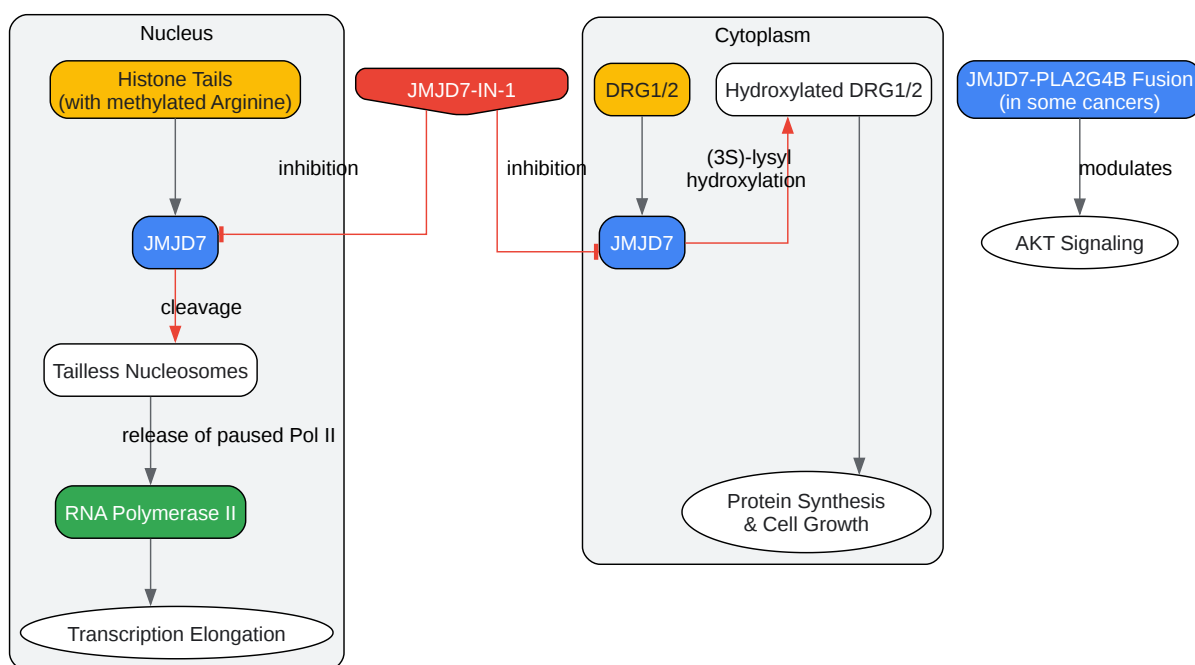 Nucleus
Histone Tails
(with methylated Arginine)
inhibition
JMJD7
cleavage
Tailless Nucleosomes
release of paused Pol II
RNA Polymerase II
Transcription Elongation
JMJD7-IN-1
inhibition
Cytoplasm
DRG1/2
Hydroxylated DRG1/2
(3S)-lysyl
hydroxylation
JMJD7
Protein Synthesis
& Cell Growth
JMJD7-PLA2G4B Fusion
(in some cancers)
modulates
AKT Signaling